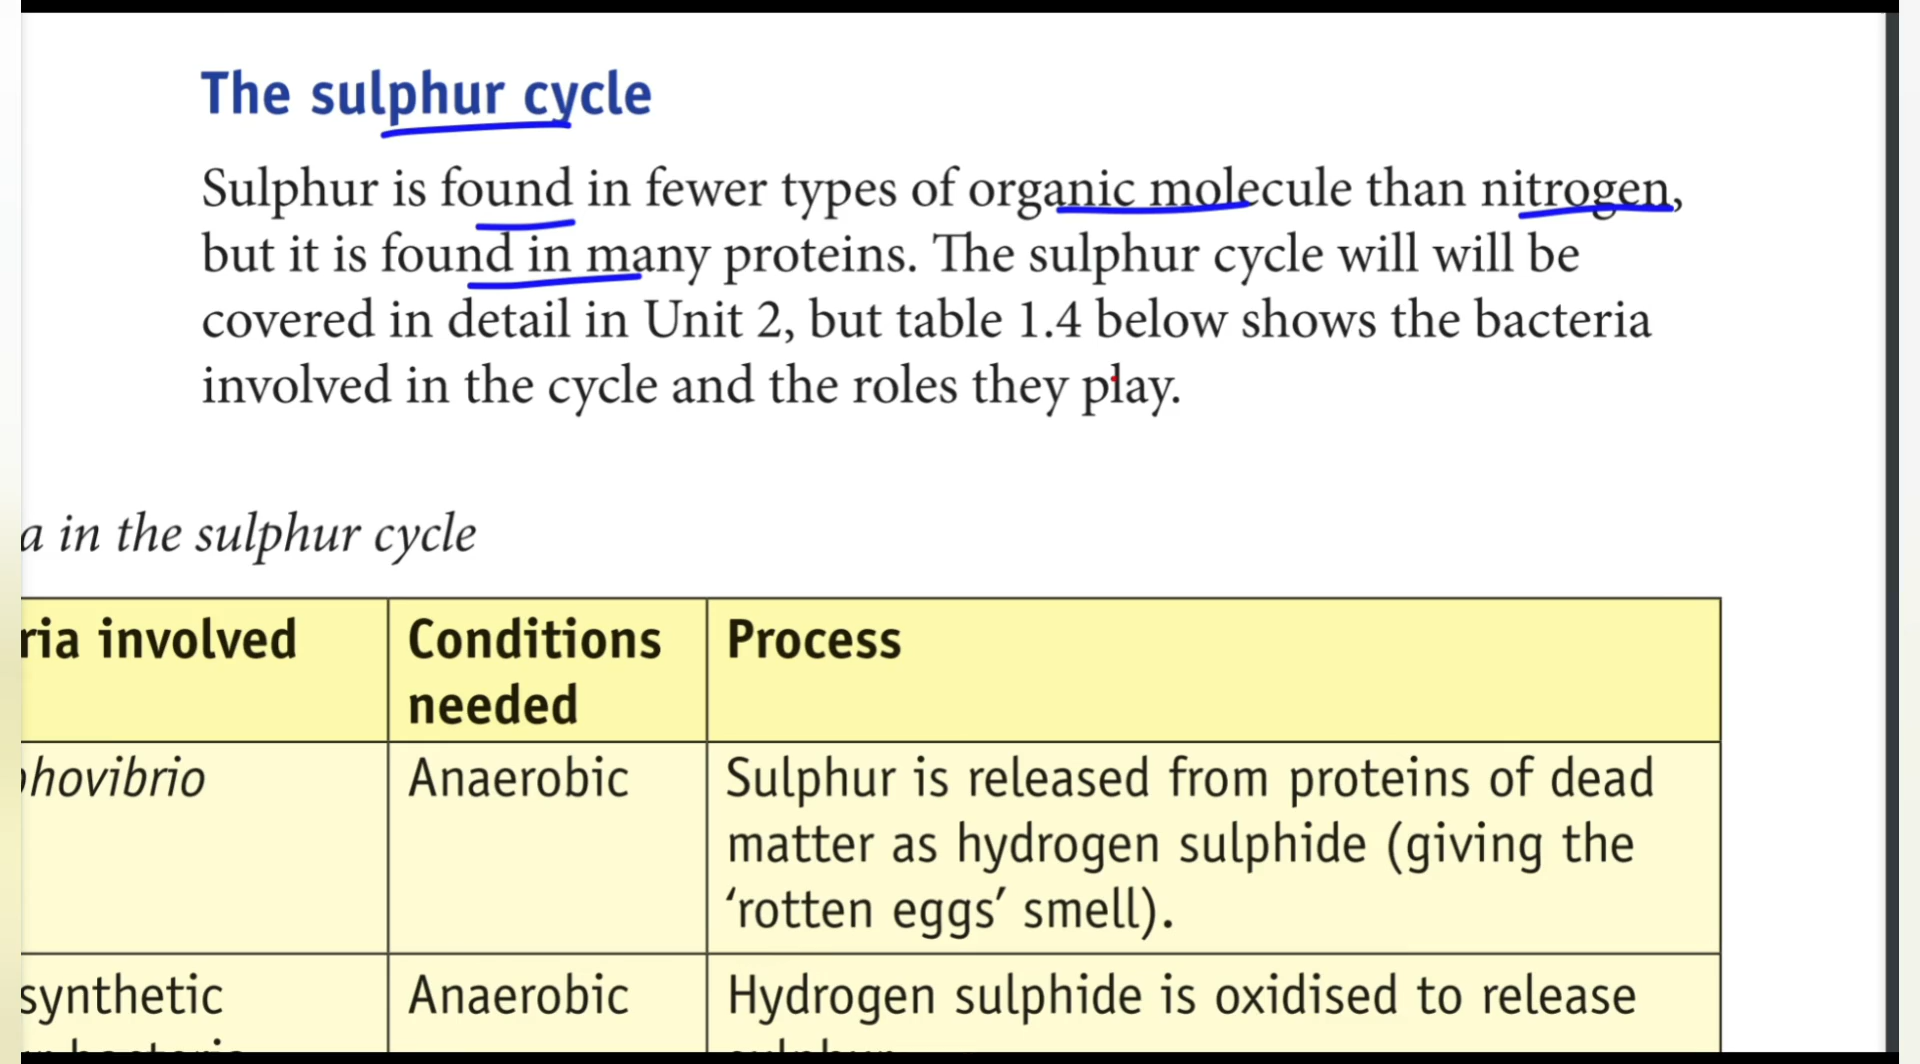 The sulphur cycle
Sulphur is found in fewer types of organic molecule than nitrogen,
but it is found in many proteins. The sulphur cycle will will be
covered in detail in Unit 2, but table 1.4 below shows the bacteria
involved in the cycle and the roles they play.
a in the sulphur cycle
ria involved
Conditions
needed
Process
hovibrio
Anaerobic
Sulphur is released from proteins of dead
matter as hydrogen sulphide (giving the
‘rotten eggs’ smell).
synthetic
Anaerobic
Hydrogen sulphide is oxidised to release